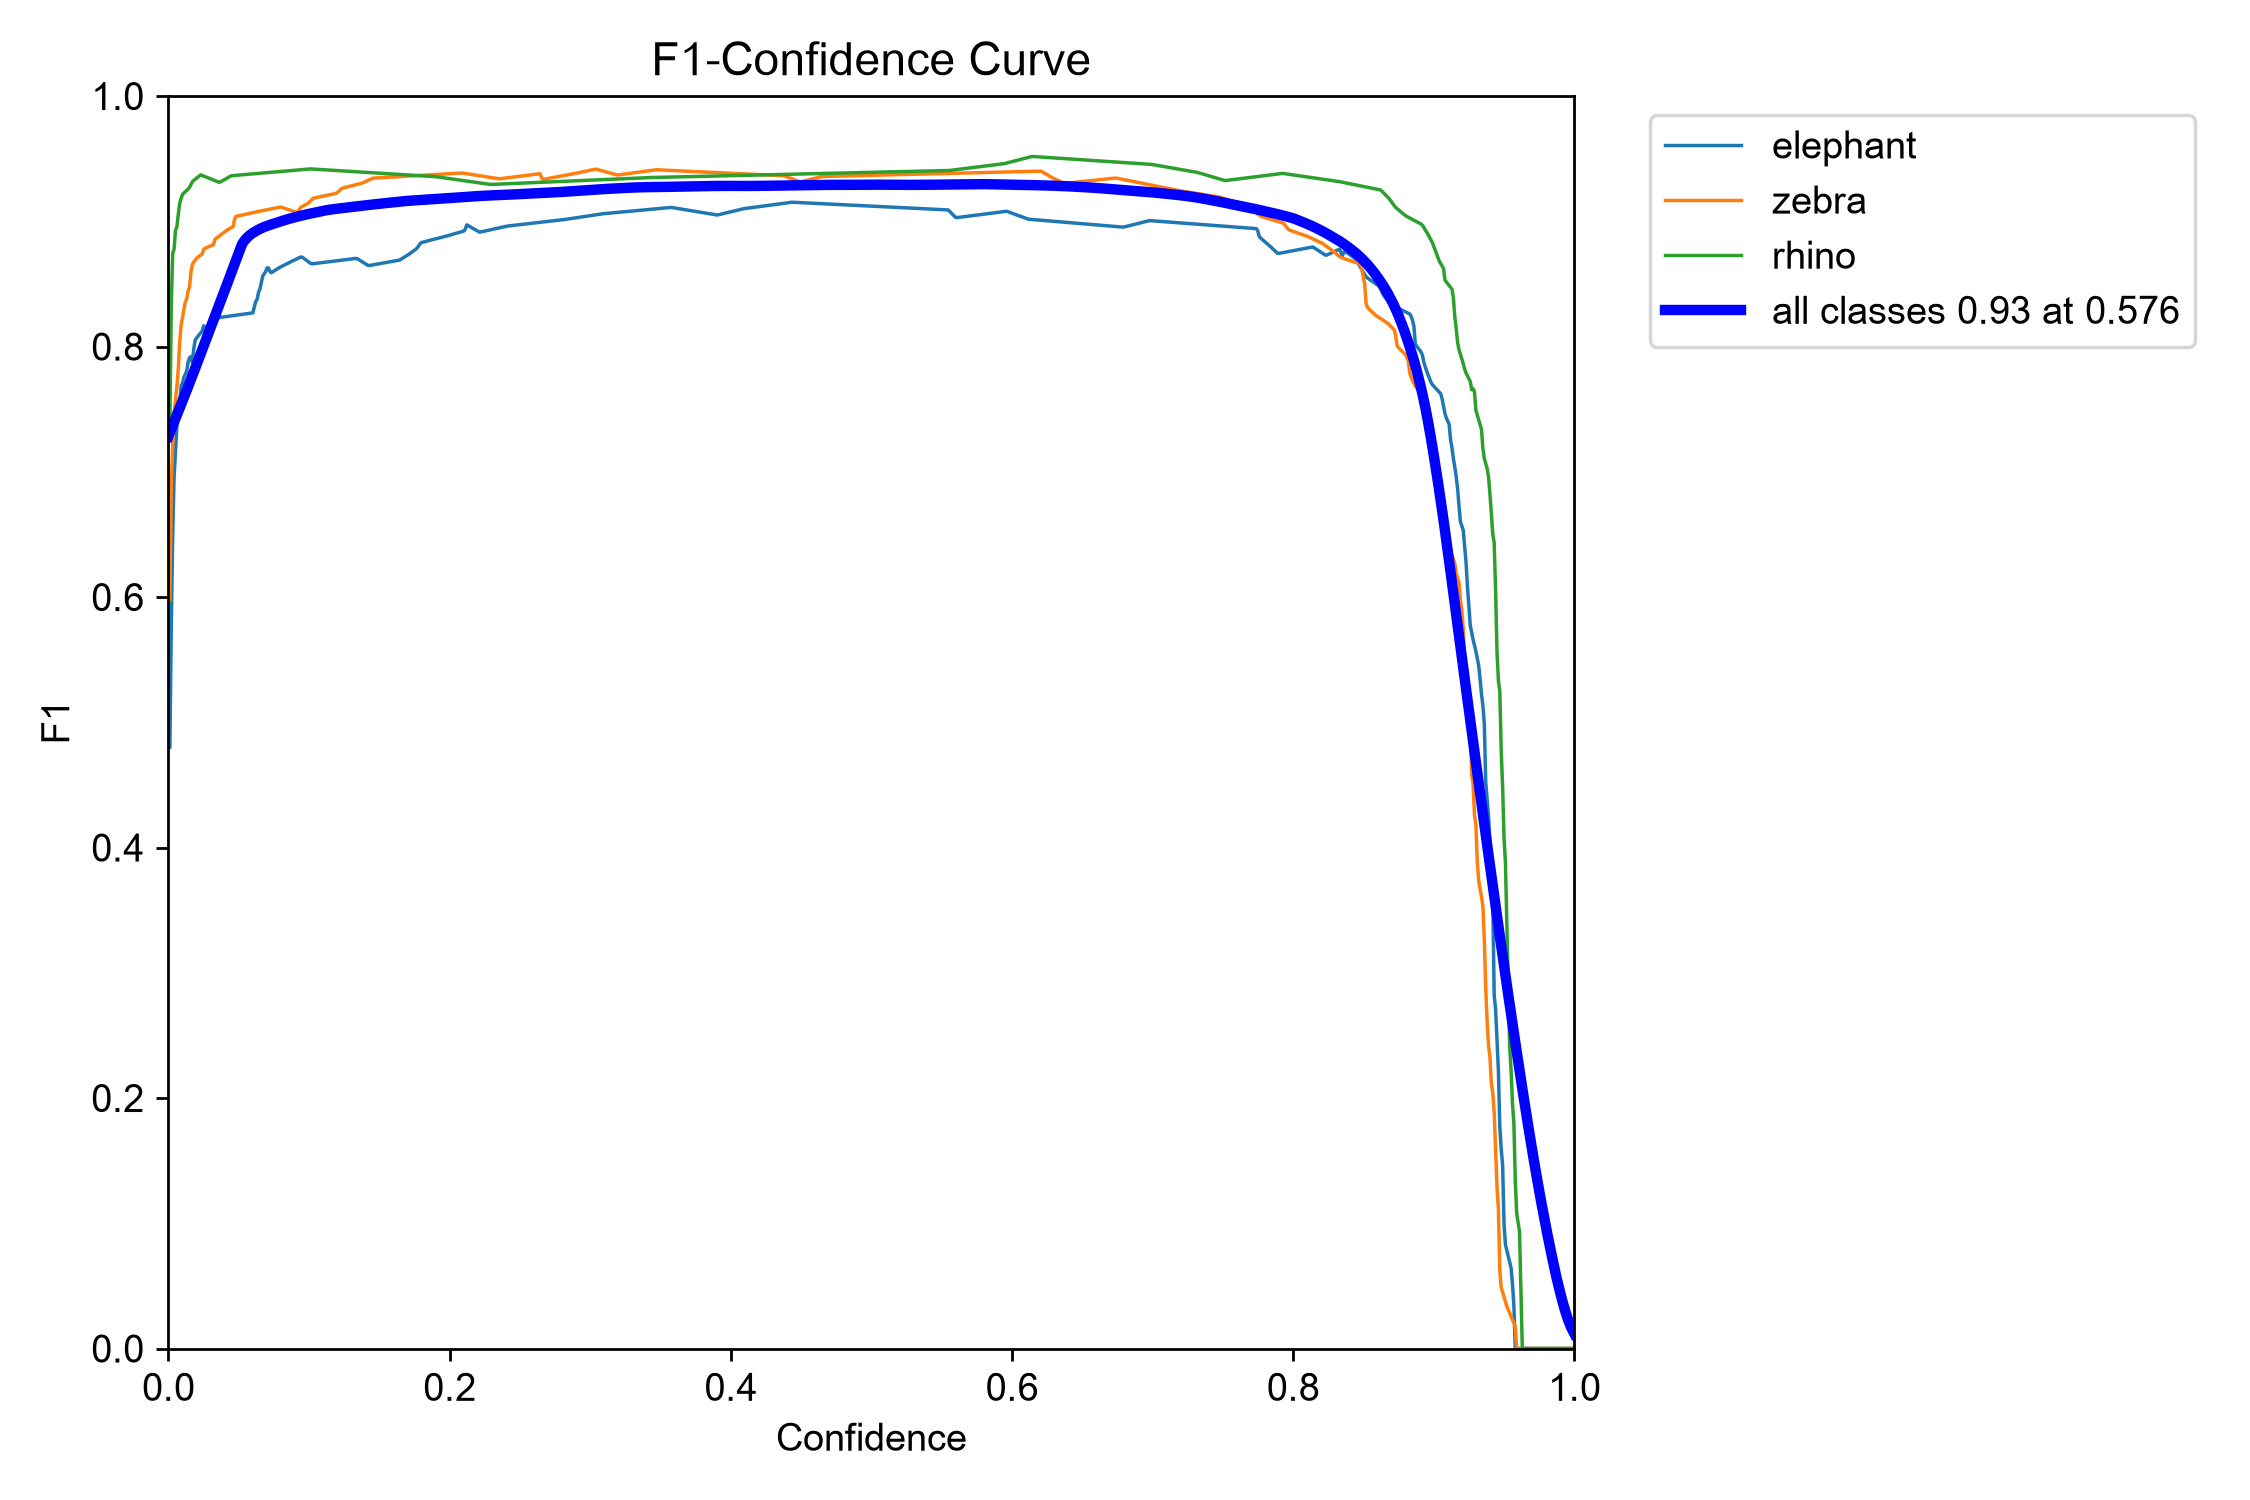 F1-Confidence Curve
1.0
0.8
0.6
0.4
0.2
0.0
F1
0.0 0.2 0.4 0.6 0.8 1.0
Confidence
elephant
zebra
rhino
all classes 0.93 at 0.576